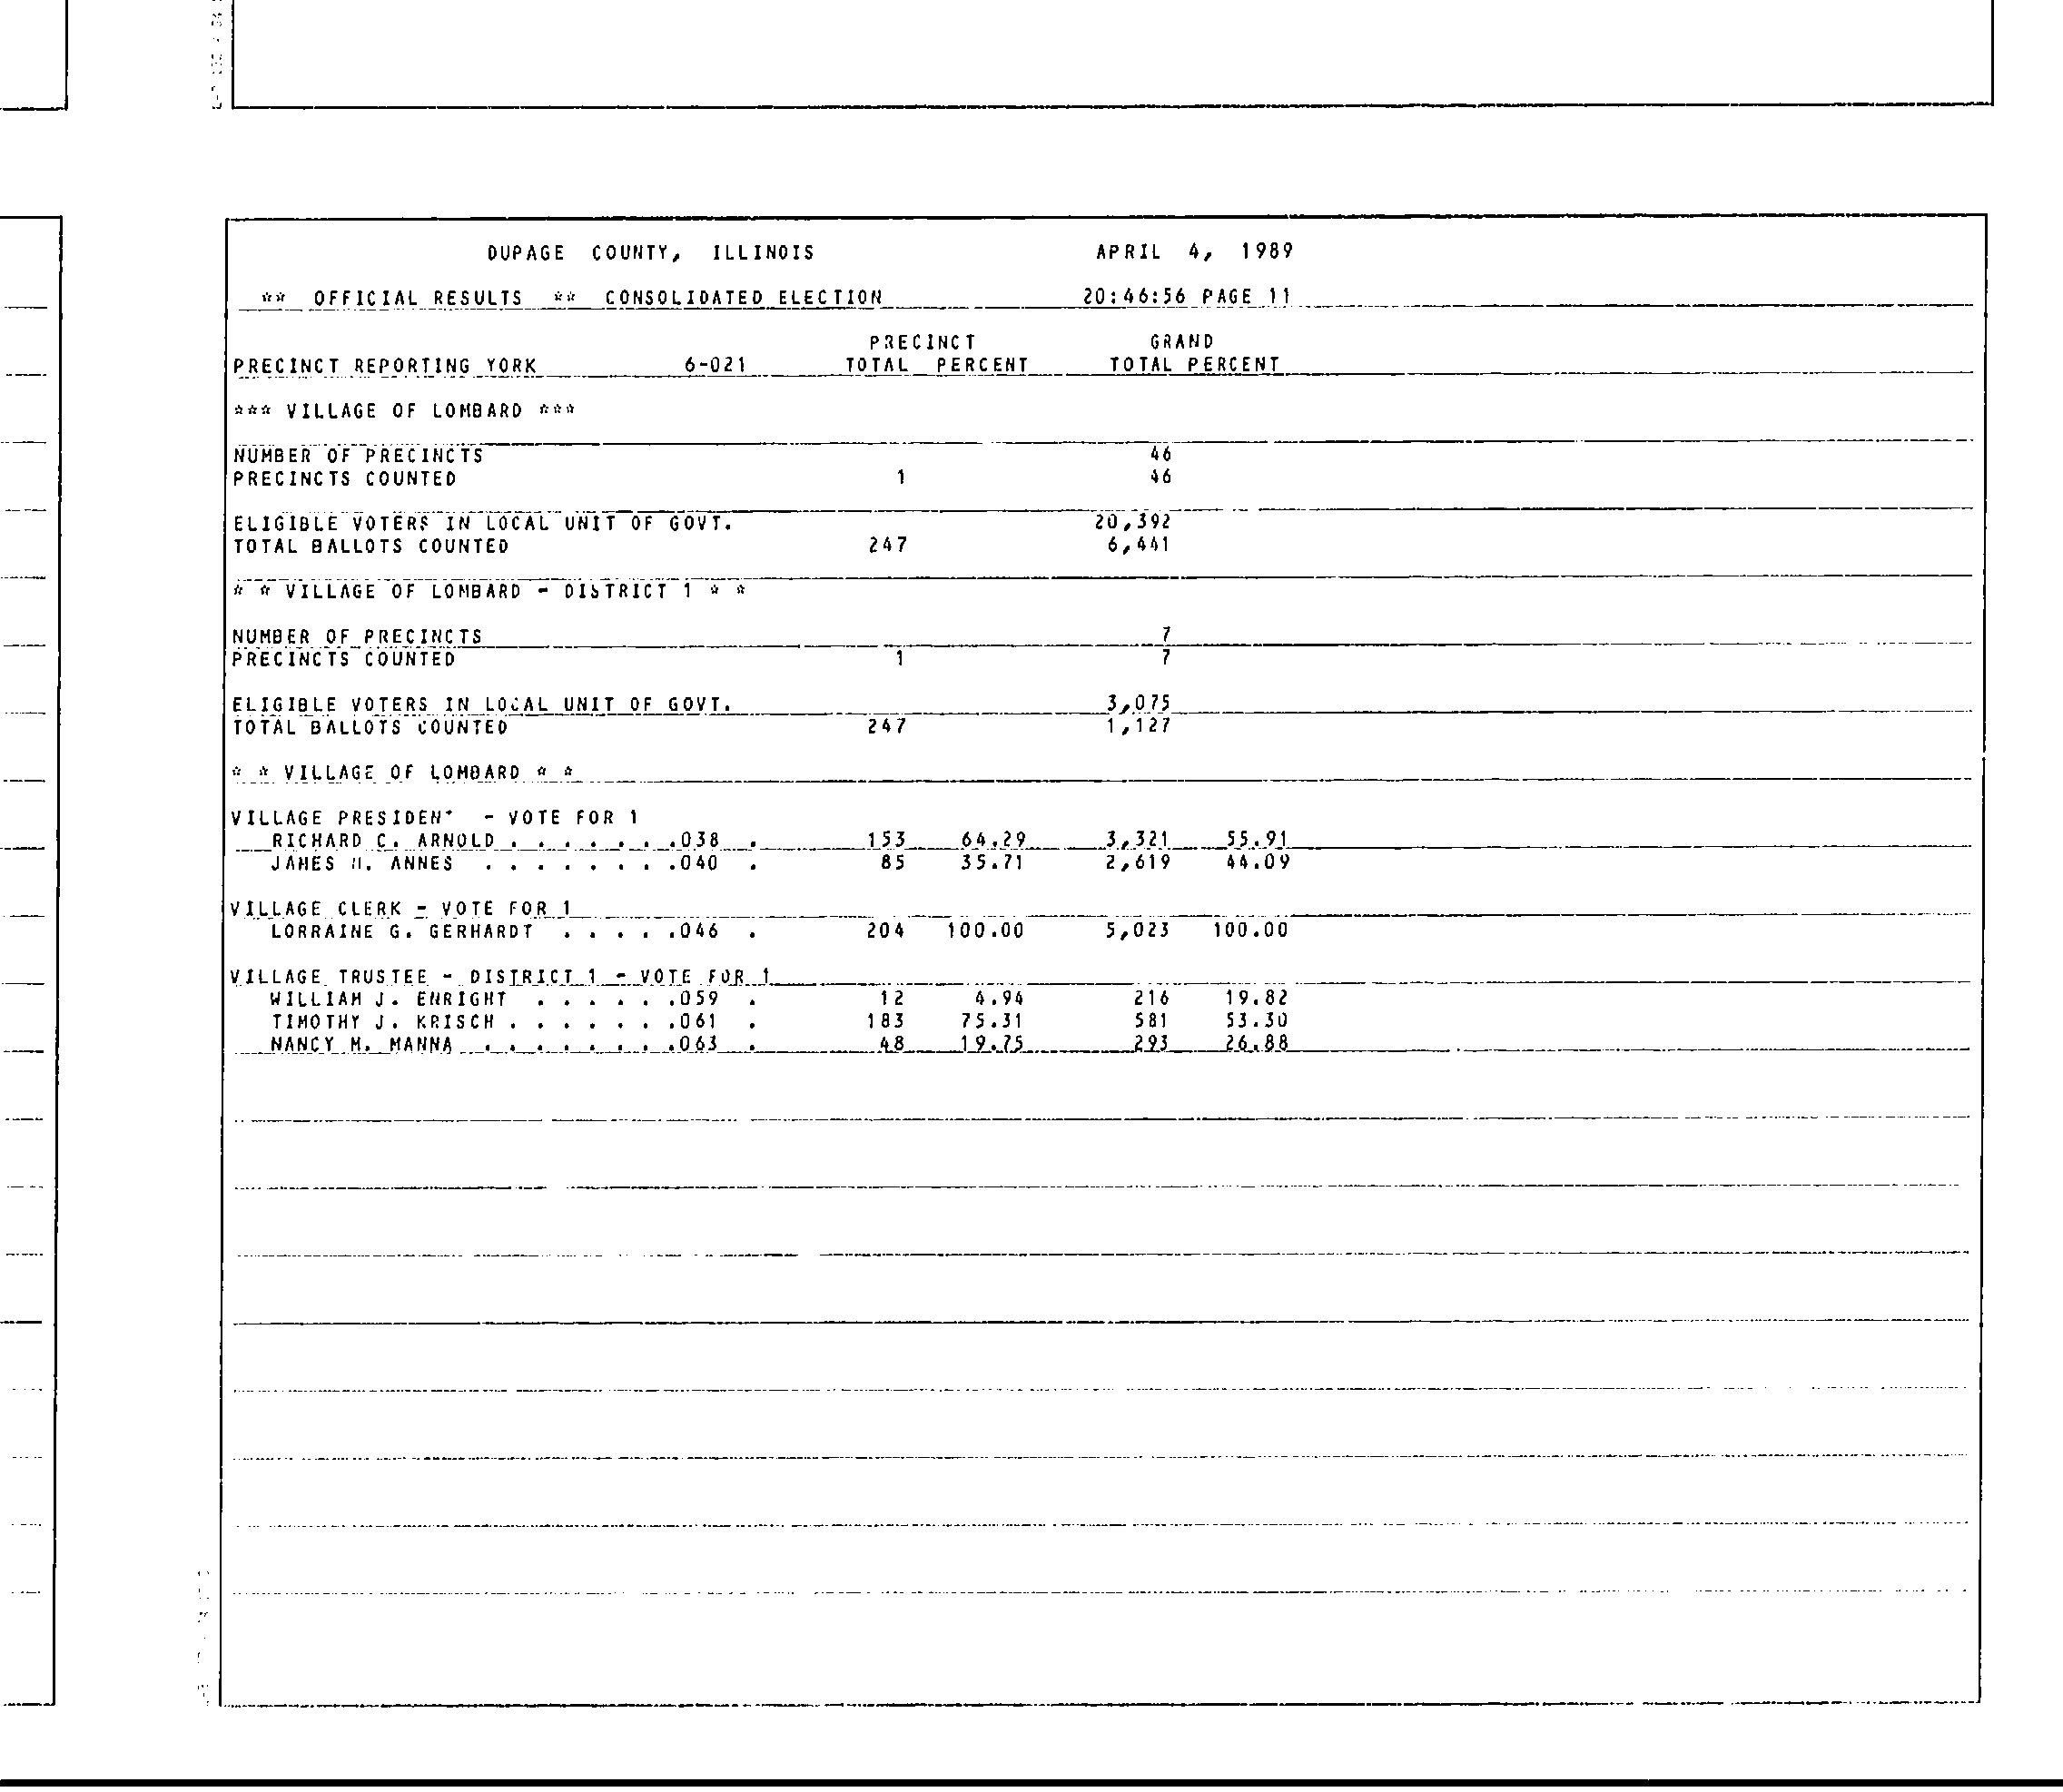 DUPAGE COUNTY, ILLINOIS APRIL 4, 1989
** OFFICIAL RESULTS ** CONSOLIDATED ELECTION 20:46:56 PAGE 11
PRECINCT GRAND
PRECINCT REPORTING YORK 6-021 TOTAL PERCENT TOTAL PERCENT
*** VILLAGE OF LOMBARD ***
NUMBER OF PRECINCTS 46
PRECINCTS COUNTED 1 46
ELIGIBLE VOTERS IN LOCAL UNIT OF GOVT. 20,392
TOTAL BALLOTS COUNTED 247 6,441
* * VILLAGE OF LOMBARD - DISTRICT 1 * *
NUMBER OF PRECINCTS 7
PRECINCTS COUNTED 1 7
ELIGIBLE VOTERS IN LOCAL UNIT OF GOVT. 3,075
TOTAL BALLOTS COUNTED 247 1,127
* * VILLAGE OF LOMBARD * *
VILLAGE PRESIDENT - VOTE FOR 1
RICHARD C. ARNOLD . . . . . . .038 . 153 64.29 3,321 55.91
JAMES ANNES . . . . . . . .040 . 85 35.71 2,619 44.09
VILLAGE CLERK - VOTE FOR 1
LORRAINE G. GERHARDT . . . . .046 . 204 100.00 5,023 100.00
VILLAGE TRUSTEE - DISTRICT 1 - VOTE FOR 1
WILLIAM J. ENRIGHT . . . . . .059 . 12 4.94 216 19.82
TIMOTHY J. KRISCH . . . . . . .061 . 183 75.31 581 53.30
NANCY M. MANNA . . . . . . . .063 . 48 19.75 293 26.88